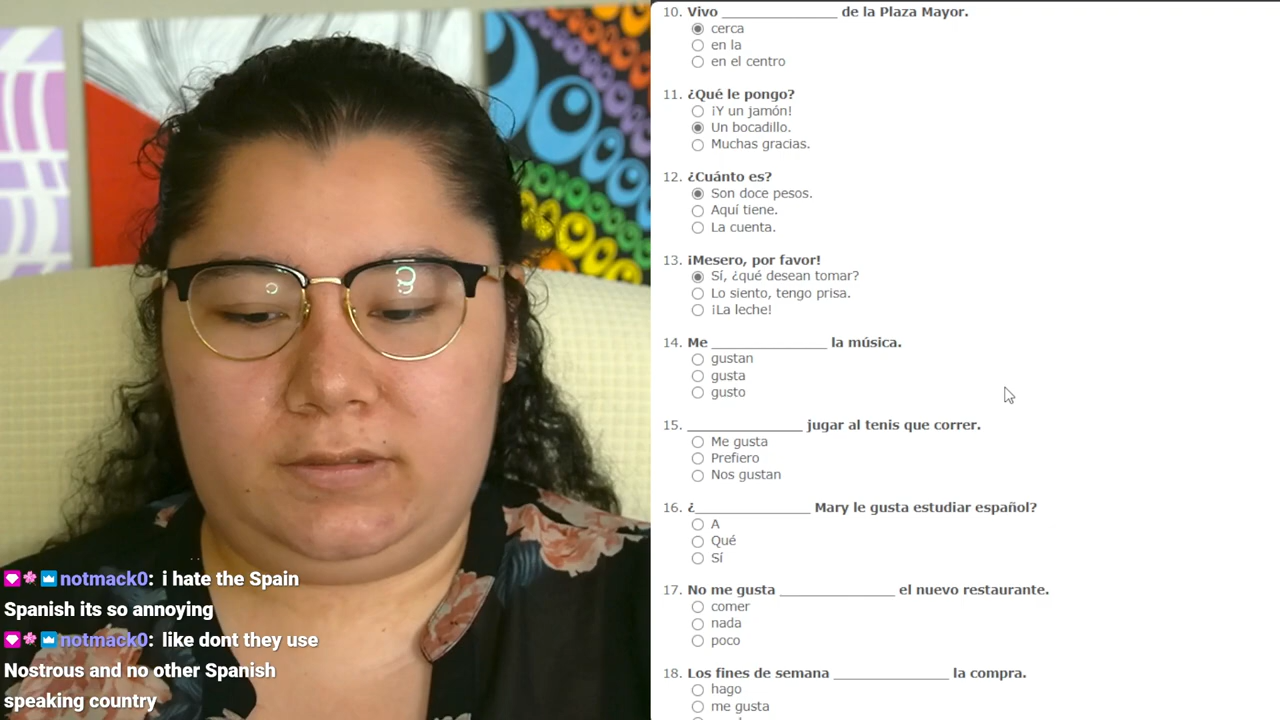 10. Vivo _______________ de la Plaza Mayor.
cerca
en la
en el centro
11. ¿Qué le pongo?
¡Y un jamón!
Un bocadillo.
Muchas gracias.
12. ¿Cuánto es?
Son doce pesos.
Aquí tiene.
La cuenta.
13. ¡Mesero, por favor!
Sí, ¿qué desean tomar?
Lo siento, tengo prisa.
¡La leche!
14. Me _______________ la música.
gustan
gusta
gusto
15. _______________ jugar al tenis que correr.
Me gusta
Prefiero
Nos gustan
16. ¿_______________ Mary le gusta estudiar español?
A
Qué
Sí
17. No me gusta _______________ el nuevo restaurante.
comer
nada
poco
18. Los fines de semana _______________ la compra.
hago
me gusta
notmack0: i hate the Spain
Spanish its so annoying
notmack0: like dont they use
Nostrous and no other Spanish
speaking country